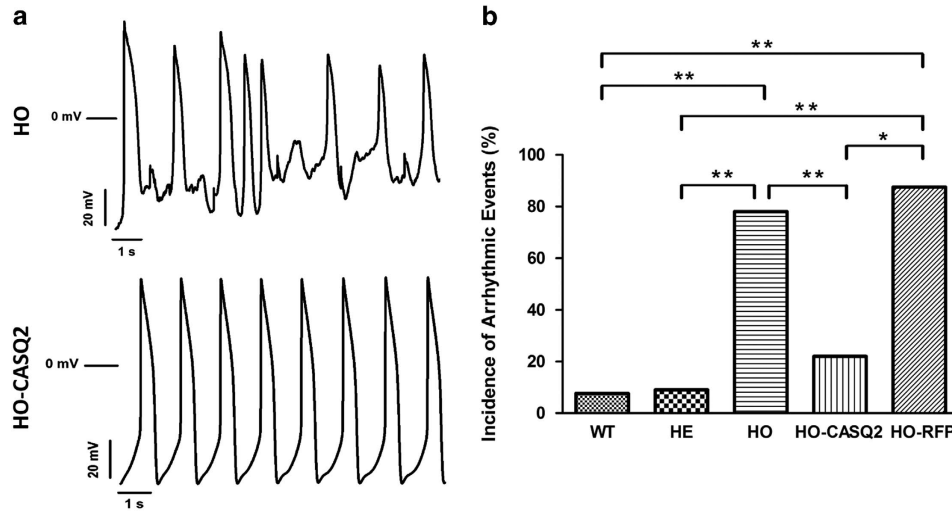 a
HO
0 mV
20 mV
1 s
HO-CASQ2
0 mV
20 mV
1 s
b
Incidence of Arrhythmic Events (%)
100
80
60
40
20
0
**
**
**
*
**
**
WT HE HO HO-CASQ2 HO-RFP